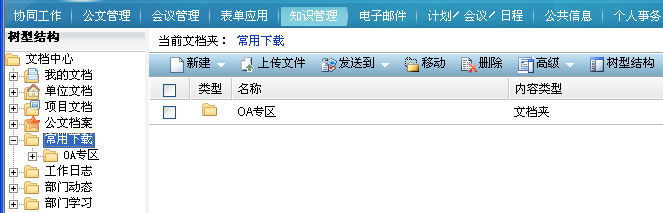 协同工作 公文管理 会议管理 表单应用 知识管理 电子邮件 计划/会议/日程 公共信息 个人事务
树型结构 当前文档夹： 常用下载
文档中心
新建 上传文件 发送到 移动 删除 高级 树型结构
我的文档
单位文档
项目文档
公文档案
常用下载
OA专区
工作日志
部门动态
部门学习
类型 名称 内容类型
OA专区 文档夹